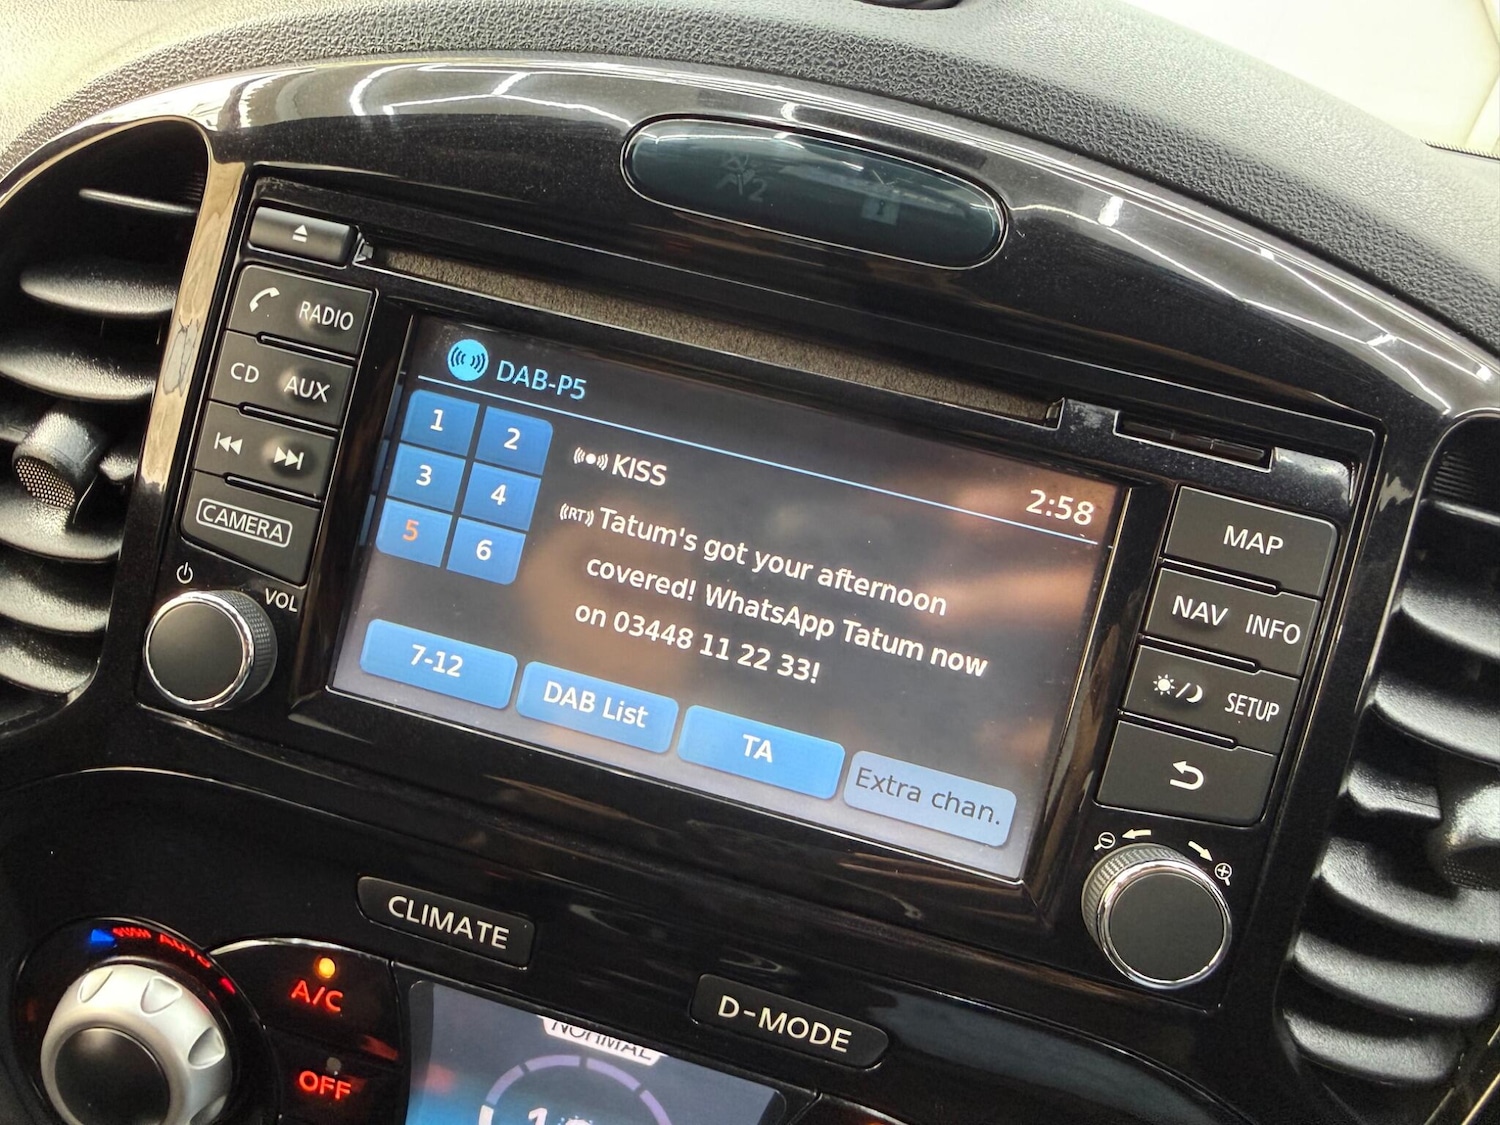 RADIO
CD AUX
CAMERA
VOL
DAB-P5
1 2
3 4
5 6
KISS
2:58
(RT) Tatum's got your afternoon
covered! WhatsApp Tatum now
on 03448 11 22 33!
7-12
DAB List
TA
Extra chan.
MAP
NAV INFO
SETUP
CLIMATE
D-MODE
AUTO
A/C
OFF
NORMAL